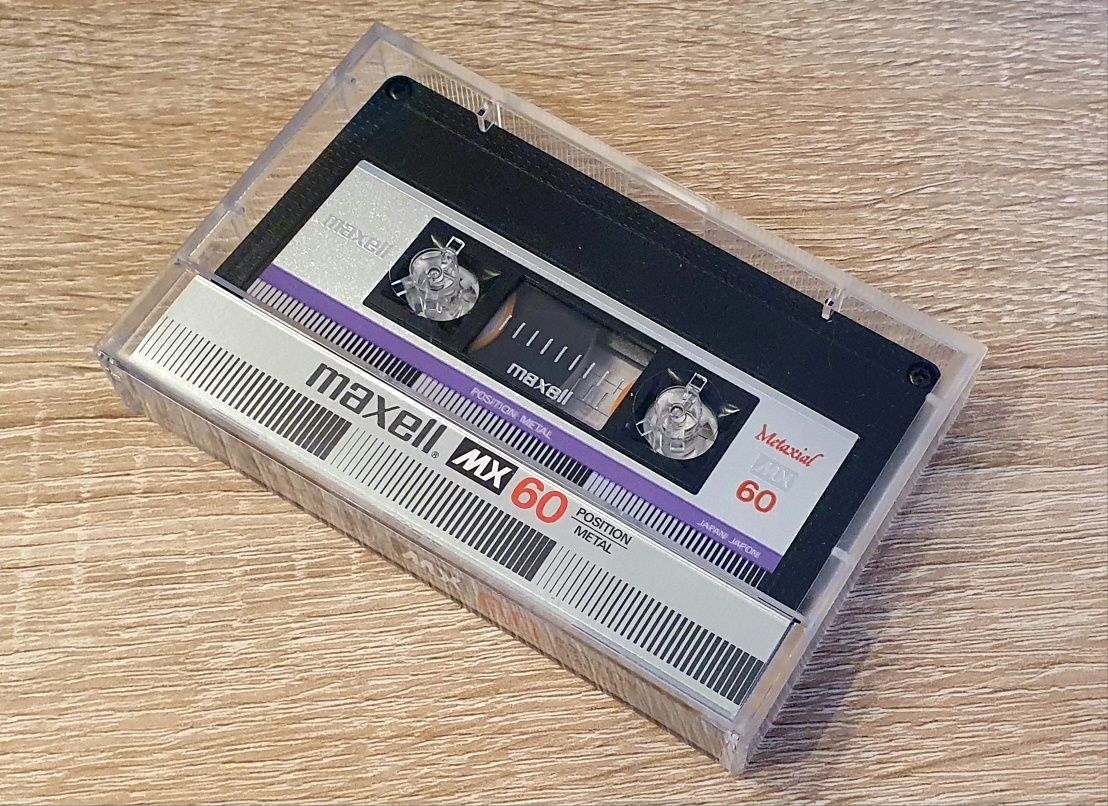 maxell
maxell
POSITION METAL
Metaxial
MX
60
JAPAN JAPON
maxell® MX 60 POSITION METAL